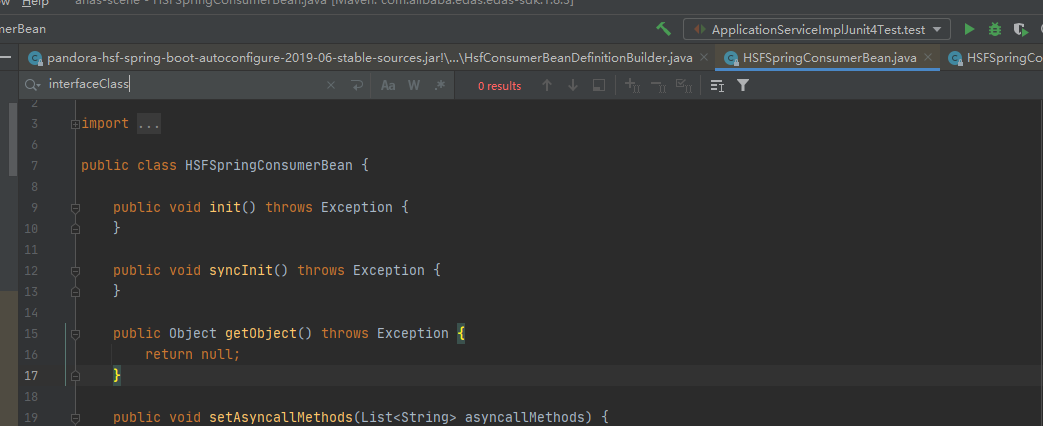 Help
HSFSpringConsumerBean.java [Maven: com.alibaba.edas:edas-sdk:1.8.3]
merBean
ApplicationServiceImplJunit4Test.test
pandora-hsf-spring-boot-autoconfigure-2019-06-stable-sources.jar!\...\HsfConsumerBeanDefinitionBuilder.java
HSFSpringConsumerBean.java
HSFSpringCo
interfaceClass
Aa W .*
0 results
2
3 import ...
6
7 public class HSFSpringConsumerBean {
8
9 public void init() throws Exception {
10 }
11
12 public void syncInit() throws Exception {
13 }
14
15 public Object getObject() throws Exception {
16 return null;
17 }
18
19 public void setAsyncallMethods(List<String> asyncallMethods) {